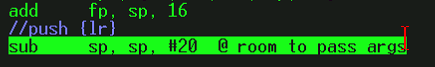 add fp, sp, 16
//push {lr}
sub sp, sp, #20 @ room to pass args